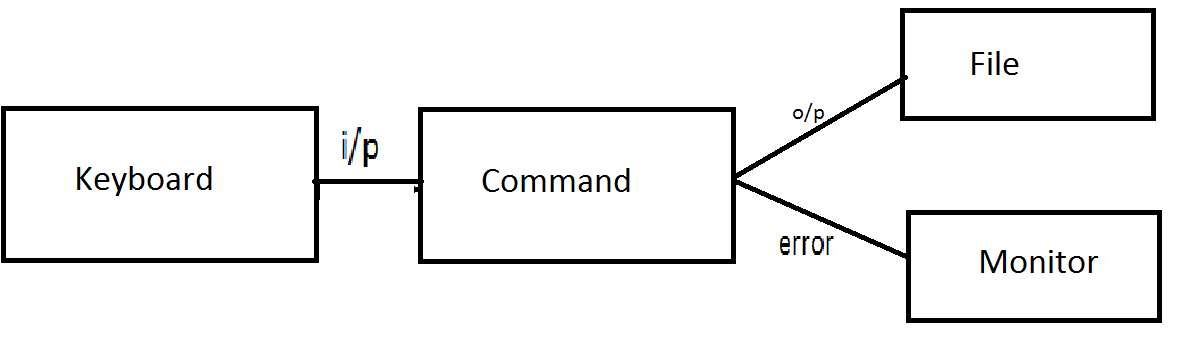 Keyboard
i/p
Command
o/p
error
File
Monitor